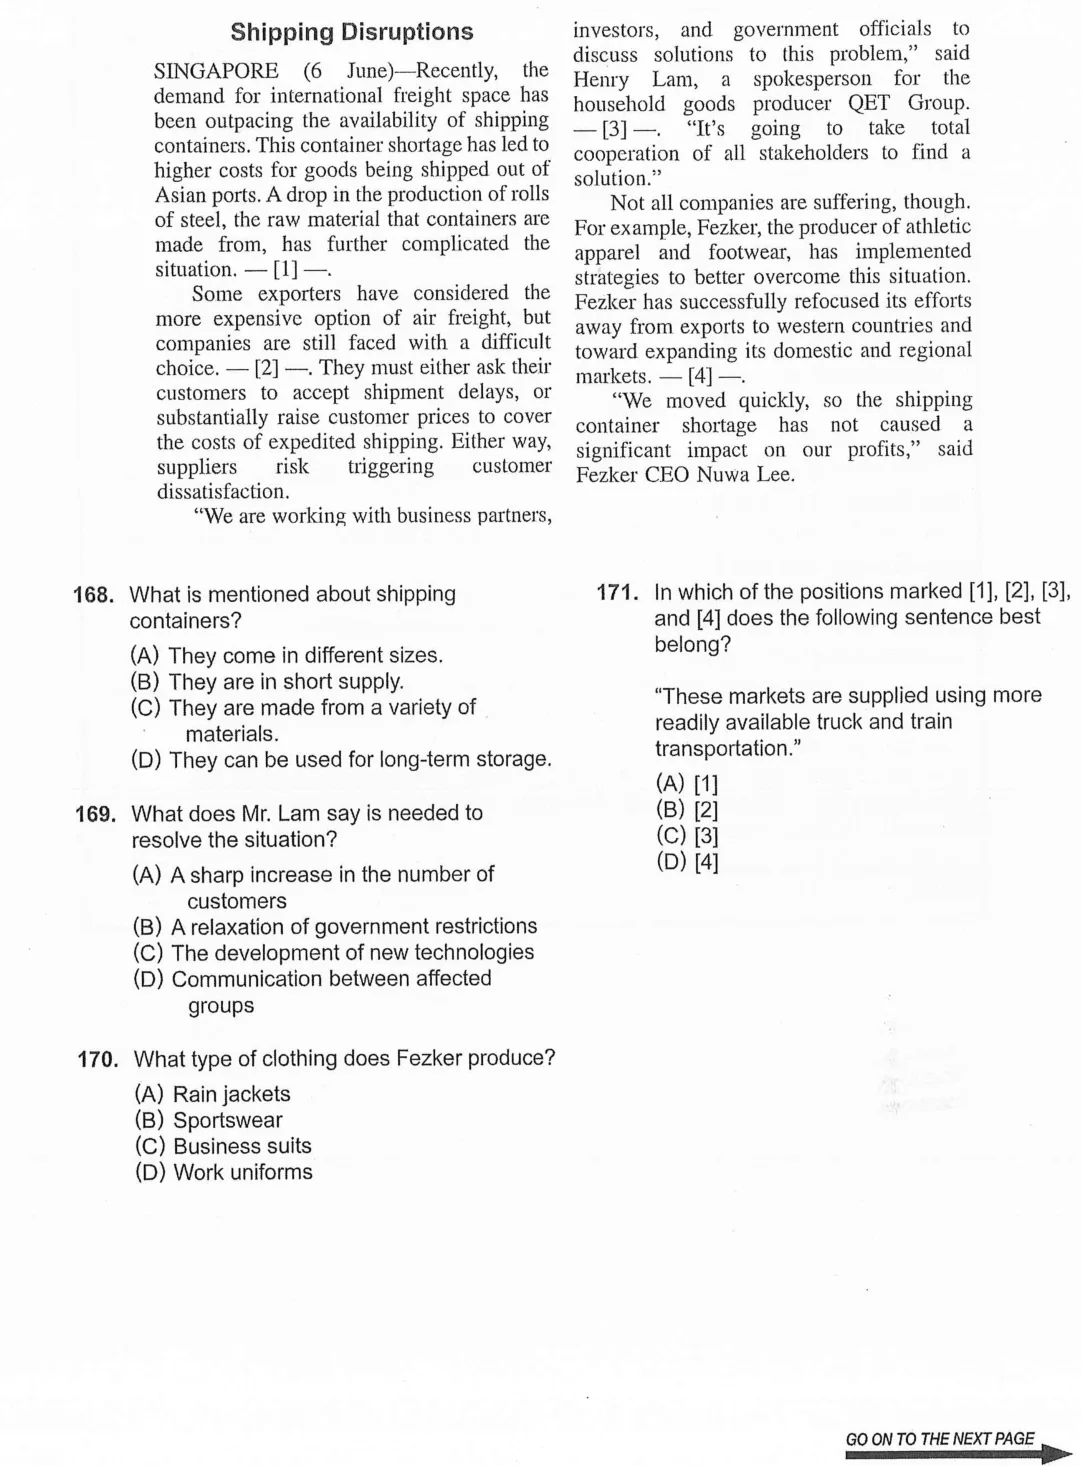 Shipping Disruptions
SINGAPORE (6 June)—Recently, the
demand for international freight space has
been outpacing the availability of shipping
containers. This container shortage has led to
higher costs for goods being shipped out of
Asian ports. A drop in the production of rolls
of steel, the raw material that containers are
made from, has further complicated the
situation. — [1] —.
Some exporters have considered the
more expensive option of air freight, but
companies are still faced with a difficult
choice. — [2] —. They must either ask their
customers to accept shipment delays, or
substantially raise customer prices to cover
the costs of expedited shipping. Either way,
suppliers risk triggering customer
dissatisfaction.
“We are working with business partners,
investors, and government officials to
discuss solutions to this problem,” said
Henry Lam, a spokesperson for the
household goods producer QET Group.
— [3] —. “It’s going to take total
cooperation of all stakeholders to find a
solution.”
Not all companies are suffering, though.
For example, Fezker, the producer of athletic
apparel and footwear, has implemented
strategies to better overcome this situation.
Fezker has successfully refocused its efforts
away from exports to western countries and
toward expanding its domestic and regional
markets. — [4] —.
“We moved quickly, so the shipping
container shortage has not caused a
significant impact on our profits,” said
Fezker CEO Nuwa Lee.
168. What is mentioned about shipping
containers?
(A) They come in different sizes.
(B) They are in short supply.
(C) They are made from a variety of
materials.
(D) They can be used for long-term storage.
169. What does Mr. Lam say is needed to
resolve the situation?
(A) A sharp increase in the number of
customers
(B) A relaxation of government restrictions
(C) The development of new technologies
(D) Communication between affected
groups
170. What type of clothing does Fezker produce?
(A) Rain jackets
(B) Sportswear
(C) Business suits
(D) Work uniforms
171. In which of the positions marked [1], [2], [3],
and [4] does the following sentence best
belong?
“These markets are supplied using more
readily available truck and train
transportation.”
(A) [1]
(B) [2]
(C) [3]
(D) [4]
GO ON TO THE NEXT PAGE